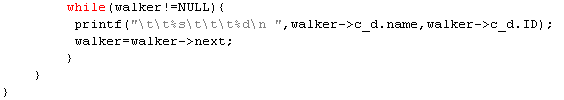 while(walker!=NULL){
printf("\t\t%s\t\t\t%d\n ",walker->c_d.name,walker->c_d.ID);
walker=walker->next;
}
}
}